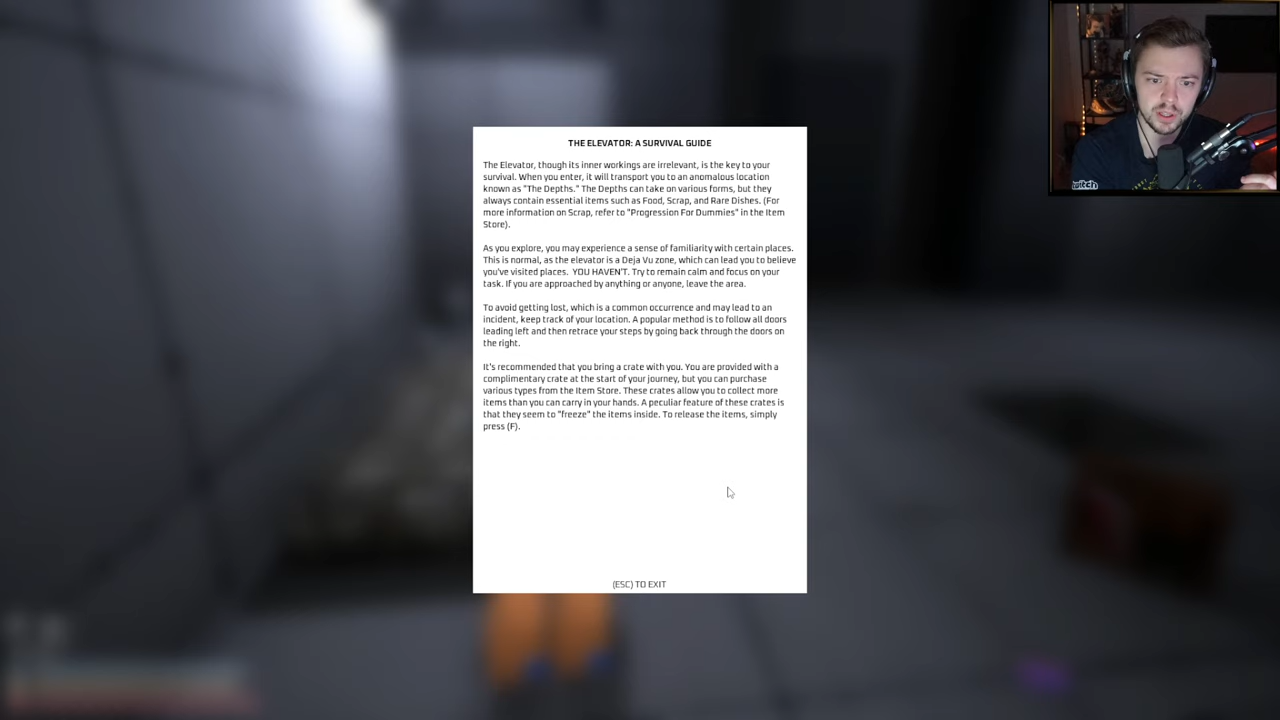 THE ELEVATOR: A SURVIVAL GUIDE
The Elevator, though its inner workings are irrelevant, is the key to your
survival. When you enter, it will transport you to an anomalous location
known as "The Depths." The Depths can take on various forms, but they
always contain essential items such as Food, Scrap, and Rare Dishes. (For
more information on Scrap, refer to "Progression For Dummies" in the Item
Store).
As you explore, you may experience a sense of familiarity with certain places.
This is normal, as the elevator is a Deja Vu zone, which can lead you to believe
you've visited places. YOU HAVEN'T. Try to remain calm and focus on your
task. If you are approached by anything or anyone, leave the area.
To avoid getting lost, which is a common occurrence and may lead to an
incident, keep track of your location. A popular method is to follow all doors
leading left and then retrace your steps by going back through the doors on
the right.
It's recommended that you bring a crate with you. You are provided with a
complimentary crate at the start of your journey, but you can purchase
various types from the Item Store. These crates allow you to collect more
items than you can carry in your hands. A peculiar feature of these crates is
that they seem to "freeze" the items inside. To release the items, simply
press (F).
(ESC) TO EXIT
twitch